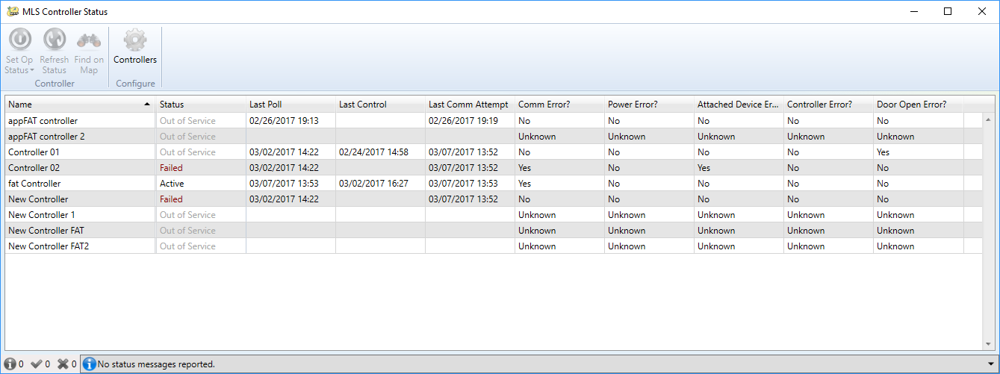 MLS Controller Status
Set Op Status
Refresh Status
Find on Map
Controllers
Controller
Configure
Name Status Last Poll Last Control Last Comm Attempt Comm Error? Power Error? Attached Device Er... Controller Error? Door Open Error?
appFAT controller Out of Service 02/26/2017 19:13 02/26/2017 19:19 No No No No No
appFAT controller 2 Out of Service Unknown Unknown Unknown Unknown Unknown
Controller 01 Out of Service 03/02/2017 14:22 02/24/2017 14:58 03/07/2017 13:52 No No No No Yes
Controller 02 Failed 03/02/2017 14:22 03/07/2017 13:52 Yes No Yes No No
fat Controller Active 03/07/2017 13:53 03/02/2017 16:27 03/07/2017 13:53 Yes No No No No
New Controller Failed 03/02/2017 14:22 03/07/2017 13:52 No No No No No
New Controller 1 Out of Service Unknown Unknown Unknown Unknown Unknown
New Controller FAT Out of Service Unknown Unknown Unknown Unknown Unknown
New Controller FAT2 Out of Service Unknown Unknown Unknown Unknown Unknown
0 0 0 No status messages reported.